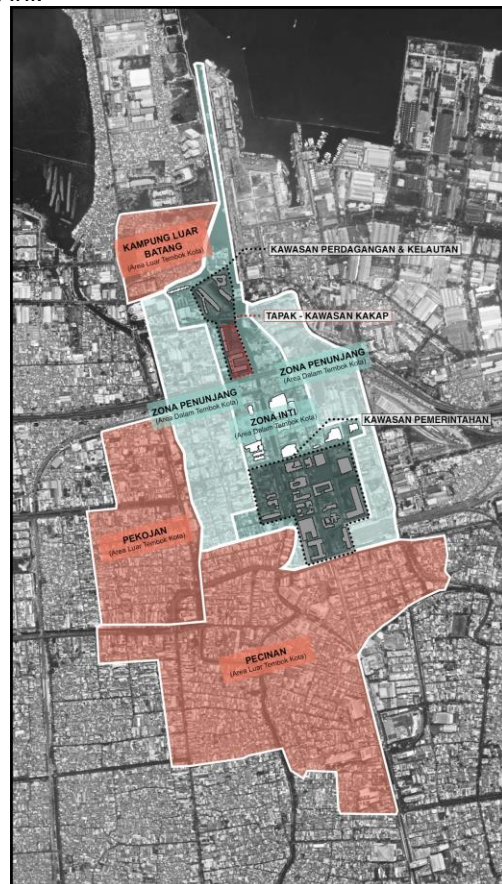 KAMPUNG LUAR
BATANG
(Area Luar Tembok Kota)
KAWASAN PERDAGANGAN & KELAUTAN
TAPAK - KAWASAN KAKAP
ZONA PENUNJANG
(Area Dalam Tembok Kota)
ZONA PENUNJANG
(Area Dalam Tembok Kota)
ZONA INTI
(Area Dalam Tembok Kota)
KAWASAN PEMERINTAHAN
PEKOJAN
(Area Luar Tembok Kota)
PECINAN
(Area Luar Tembok Kota)